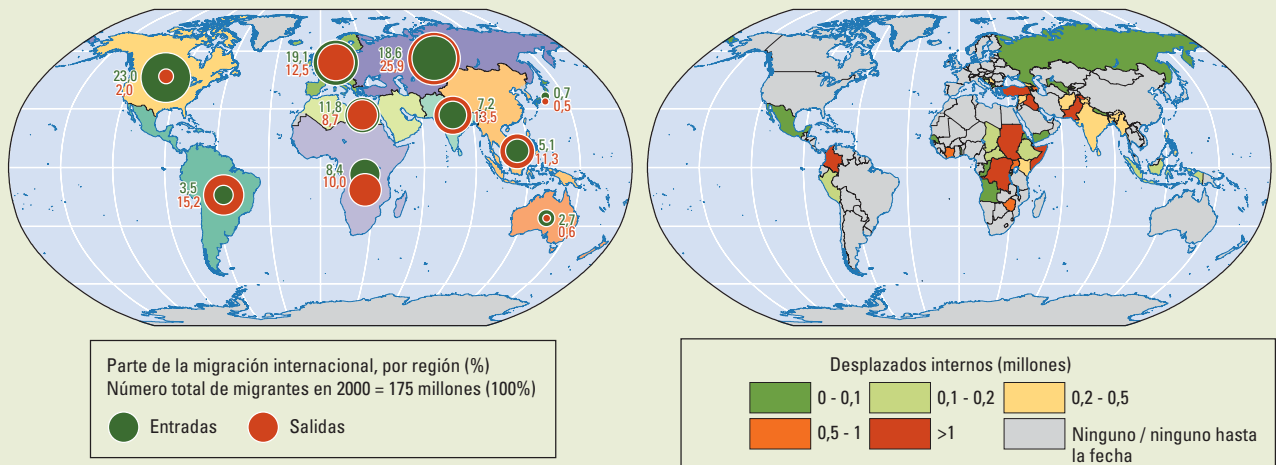 23,0
2,0
19,1
12,5
18,6
25,9
11,8
8,7
7,2
13,5
0,7
0,5
5,1
11,3
8,4
10,0
3,5
15,2
2,7
0,6
Parte de la migración internacional, por región (%)
Número total de migrantes en 2000 = 175 millones (100%)
Entradas Salidas
Desplazados internos (millones)
0 - 0,1 0,1 - 0,2 0,2 - 0,5
0,5 - 1 >1 Ninguno / ninguno hasta
la fecha